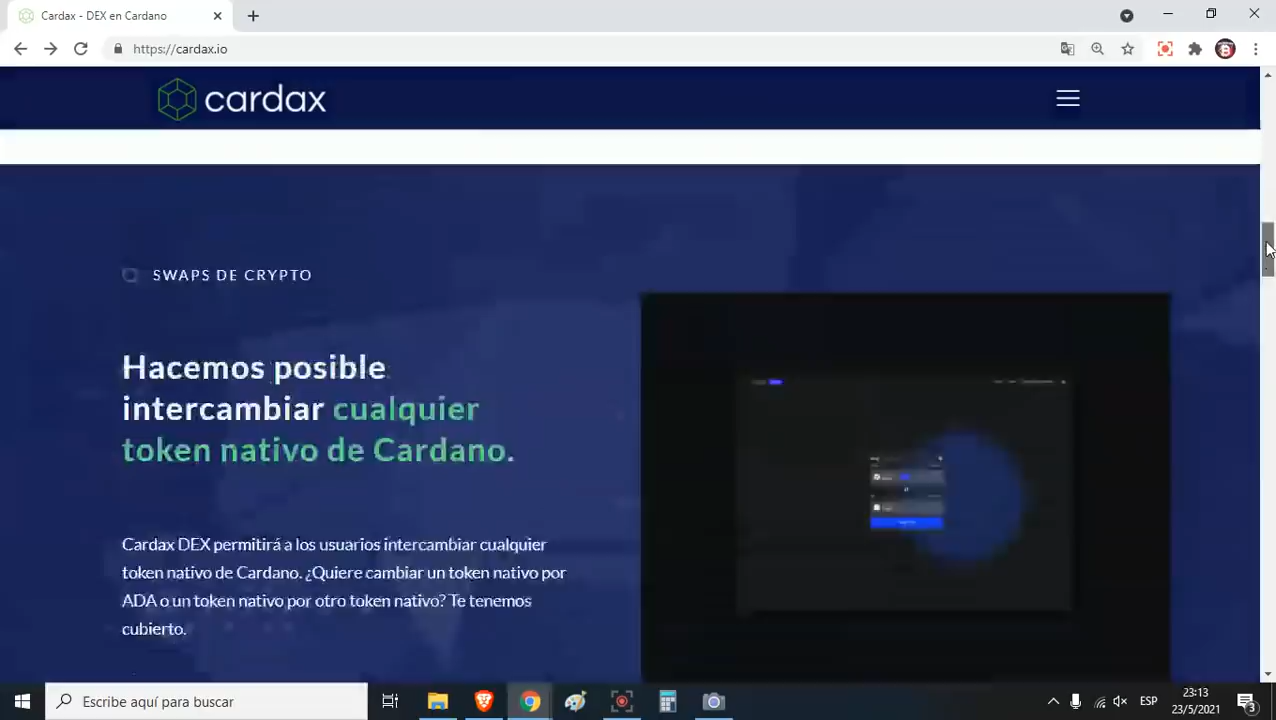 Cardax - DEX en Cardano
https://cardax.io
cardax
SWAPS DE CRYPTO
Hacemos posible
intercambiar cualquier
token nativo de Cardano.
Cardax DEX permitirá a los usuarios intercambiar cualquier
token nativo de Cardano. ¿Quiere cambiar un token nativo por
ADA o un token nativo por otro token nativo? Te tenemos
cubierto.
Escribe aquí para buscar
ESP
23:13
23/5/2021
3